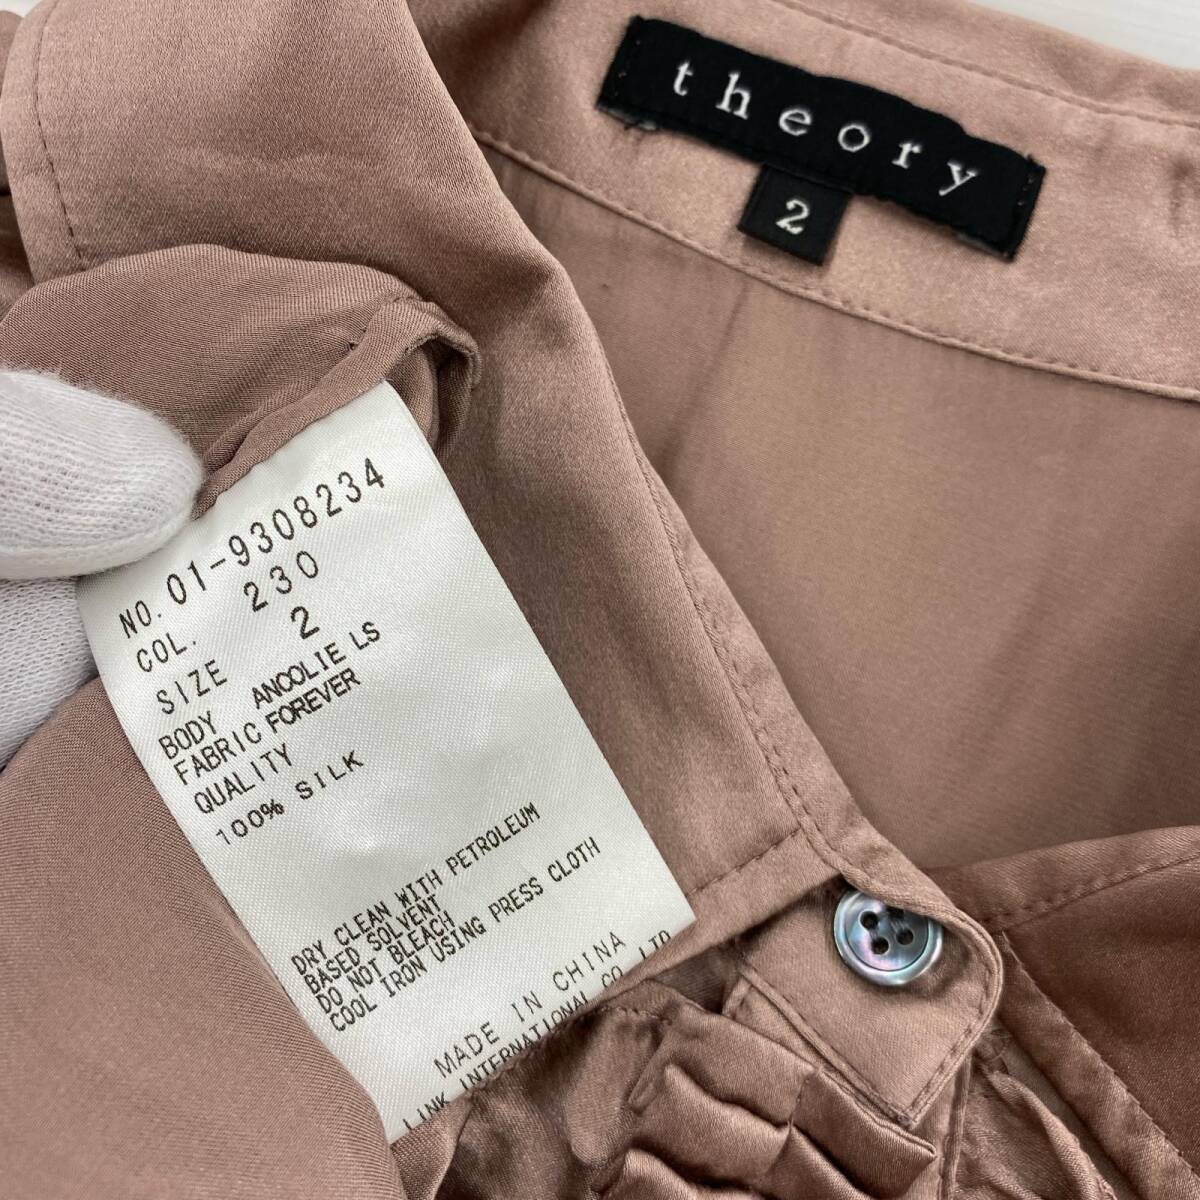 theory
2
NO. 01-9308234
COL. 230
SIZE 2
BODY ANOOLIE LS
FABRIC FOREVER
QUALITY
100% SILK
DRY CLEAN WITH PETROLEUM
BASED SOLVENT
DO NOT BLEACH
COOL IRON USING PRESS CLOTH
MADE IN CHINA
LINK INTERNATIONAL CO.,LTD